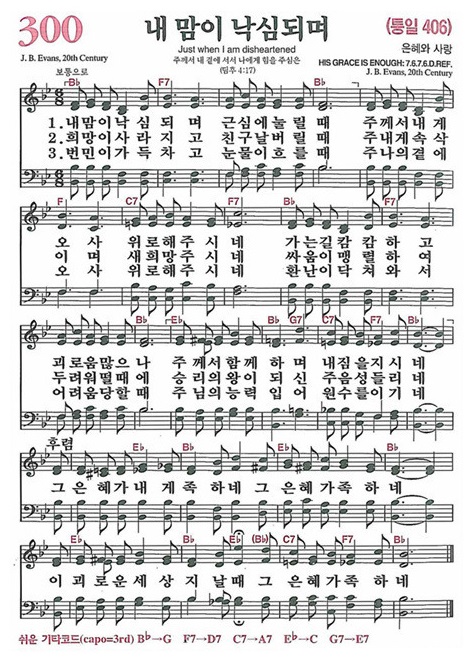 300
내 맘이 낙심되며
(통일 406)
Just when I am disheartened
은혜와 사랑
J. B. Evans, 20th Century
주께서 내 곁에 서서 나에게 힘을 주심은
HIS GRACE IS ENOUGH: 7.6.7.6.D.REF.
(딤후 4:17)
J. B. Evans, 20th Century
보통으로
B♭ F7 B♭
1. 내 맘 이 낙 심 되 며 근 심 에 눌 릴 때 주 께 서 내 게
2. 희 망 이 사 라 지 고 친 구 날 버 릴 때 주 내 게 속 삭
3. 번 민 이 가 득 차 고 눈 물 이 흐 를 때 주 나 의 곁 에
F C7 F7 B♭
오 사 위 로 해 주 시 네 가 는 길 캄 캄 하 고
이 며 새 희 망 주 시 네 싸 움 이 맹 렬 하 여
오 사 위 로 해 주 시 네 환 난 이 닥 쳐 와 서
B♭ E♭ G7 C7 F7 B♭
괴 로 움 많 으 나 주 께 서 함 께 하 며 내 짐 을 지 시 네
두 려 워 떨 때 에 승 리 의 왕 이 되 신 주 음 성 들 리 네
어 려 움 당 할 때 주 님 의 능 력 입 어 원 수 를 이 기 네
후렴
E♭ B♭ C7 F7
그 은 혜 가 내 게 족 하 네 그 은 혜 가 족 하 네
B♭ E♭ B♭ F7 B♭
이 괴 로 운 세 상 지 날 때 그 은 혜 가 족 하 네
쉬운 기타코드(capo=3rd) B♭→G F7→D7 C7→A7 E♭→C G7→E7